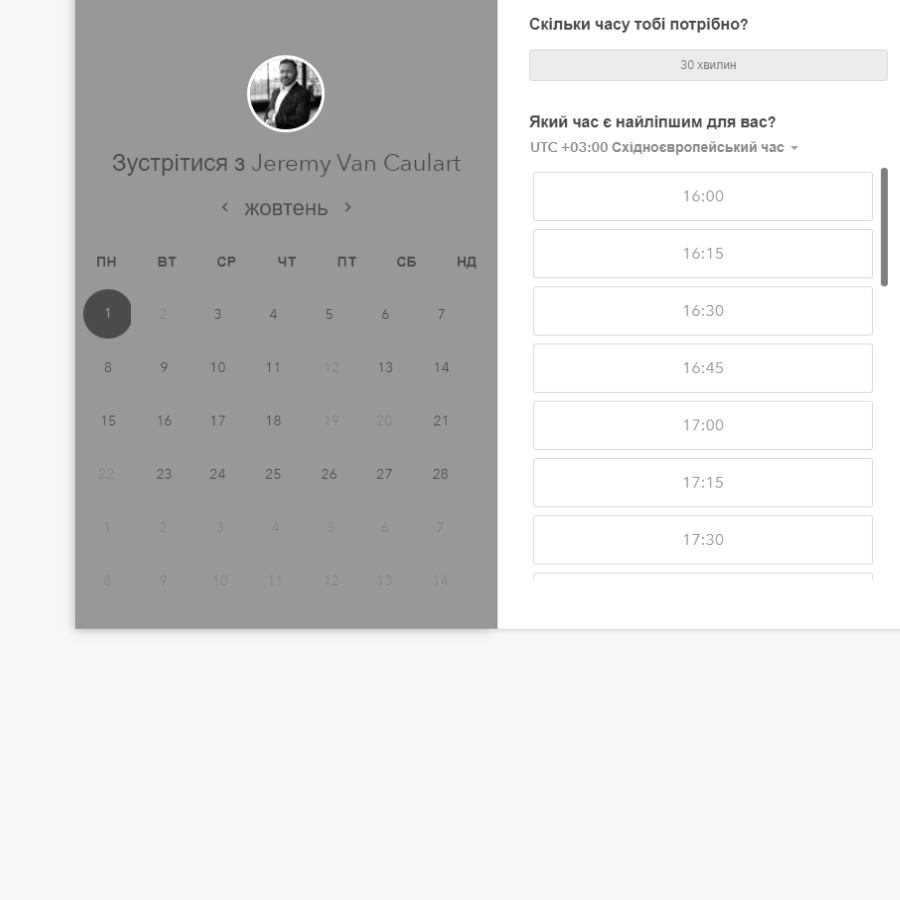 Зустрітися з Jeremy Van Caulart
жовтень
ПН ВТ СР ЧТ ПТ СБ НД
1 2 3 4 5 6 7
8 9 10 11 12 13 14
15 16 17 18 19 20 21
22 23 24 25 26 27 28
1 2 3 4 5 6 7
8 9 10 11 12 13 14
Скільки часу тобі потрібно?
30 хвилин
Який час є найліпшим для вас?
UTC +03:00 Східноєвропейський час
16:00
16:15
16:30
16:45
17:00
17:15
17:30